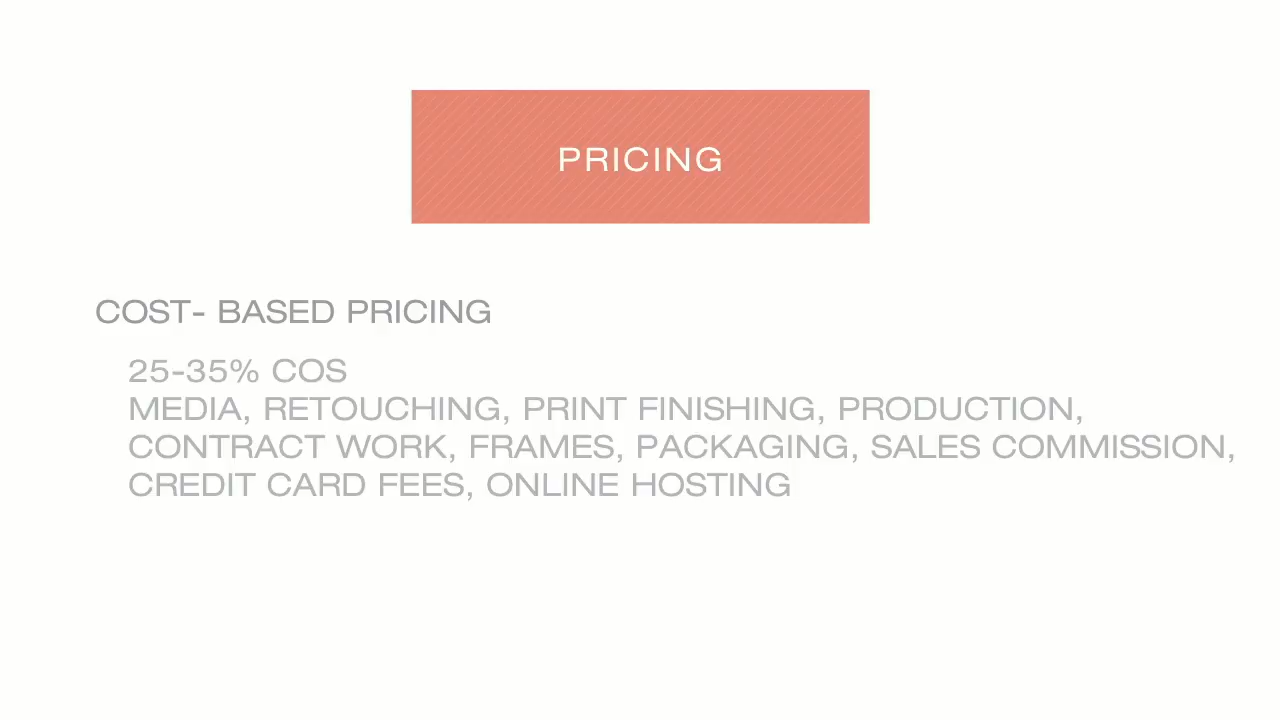 PRICING
COST- BASED PRICING
25-35% COS
MEDIA, RETOUCHING, PRINT FINISHING, PRODUCTION,
CONTRACT WORK, FRAMES, PACKAGING, SALES COMMISSION,
CREDIT CARD FEES, ONLINE HOSTING